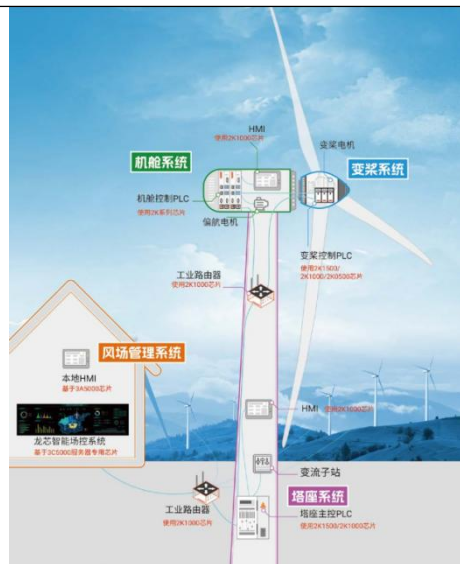 HMI
使用2K1000芯片
变桨电机
机舱系统
变桨系统
机舱控制PLC
使用2K系列芯片
偏航电机
变桨控制PLC
使用2K1500/
2K1000/2K0500芯片
工业路由器
使用2K1000芯片
风场管理系统
本地HMI
基于3A5000芯片
HMI 使用2K1000芯片
龙芯智能场控系统
基于3C5000服务器专用芯片
变流子站
塔座系统
工业路由器
使用2K1000芯片
塔座主控PLC
使用2K1500/2K1000芯片